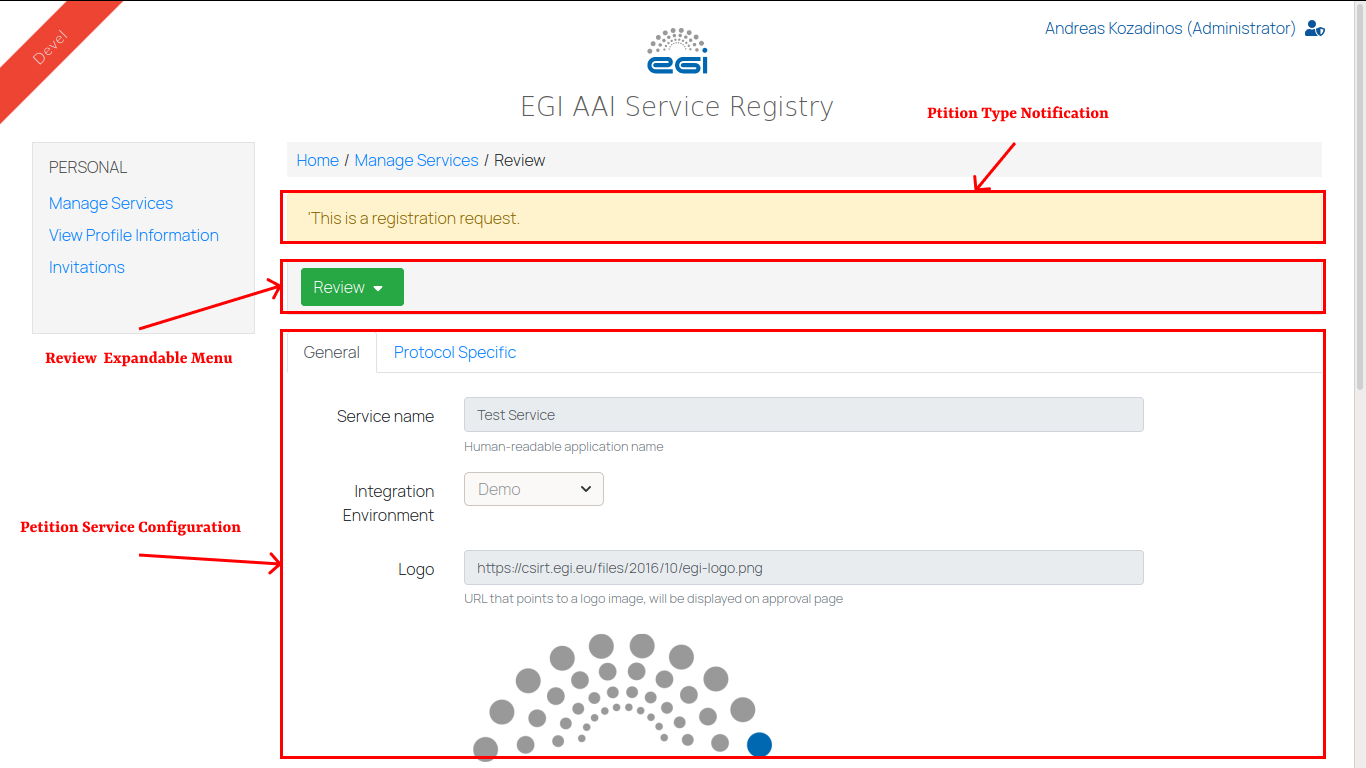 Devel
Andreas Kozadinos (Administrator)
egi
EGI AAI Service Registry
Ptition Type Notification
PERSONAL
Manage Services
View Profile Information
Invitations
Home / Manage Services / Review
'This is a registration request.
Review
Review Expandable Menu
General
Protocol Specific
Service name
Test Service
Human-readable application name
Integration
Environment
Demo
Petition Service Configuration
Logo
https://csirt.egi.eu/files/2016/10/egi-logo.png
URL that points to a logo image, will be displayed on approval page